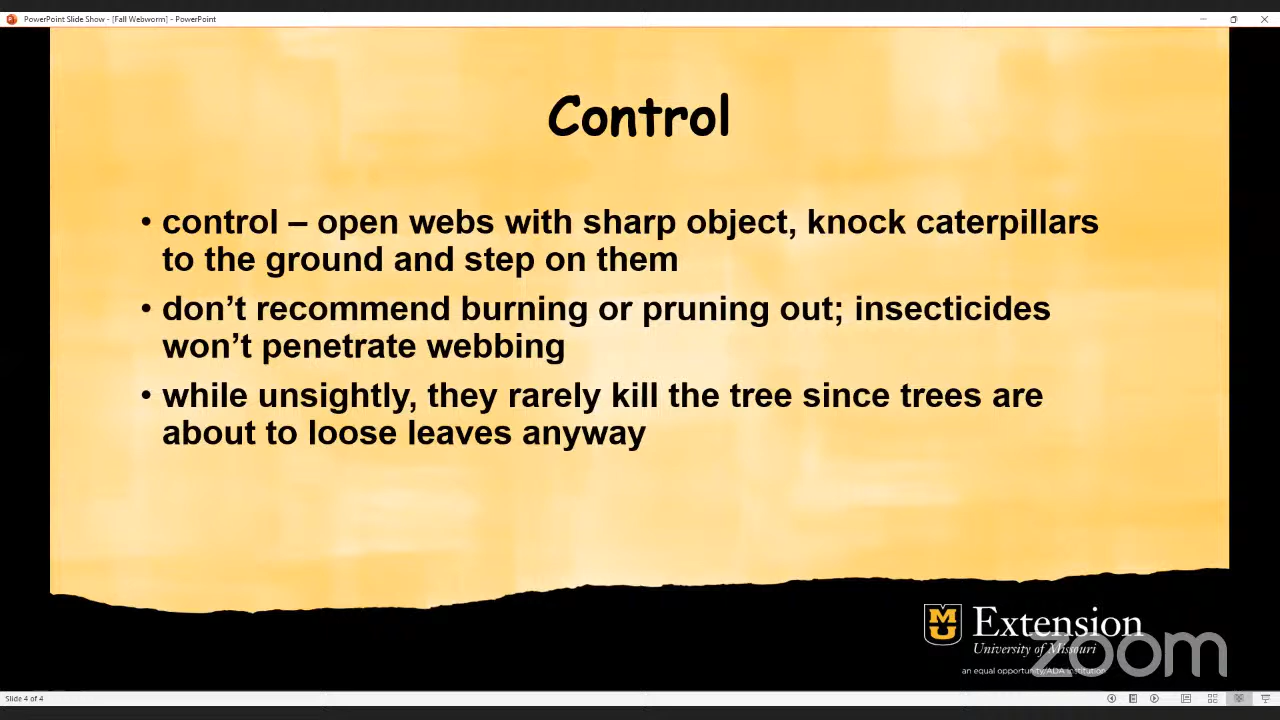 PowerPoint Slide Show - [Fall Webworm] - PowerPoint
Control
• control – open webs with sharp object, knock caterpillars
to the ground and step on them
• don’t recommend burning or pruning out; insecticides
won’t penetrate webbing
• while unsightly, they rarely kill the tree since trees are
about to loose leaves anyway
Extension
University of Missouri
an equal opportunity/ADA institution
zoom
Slide 4 of 4